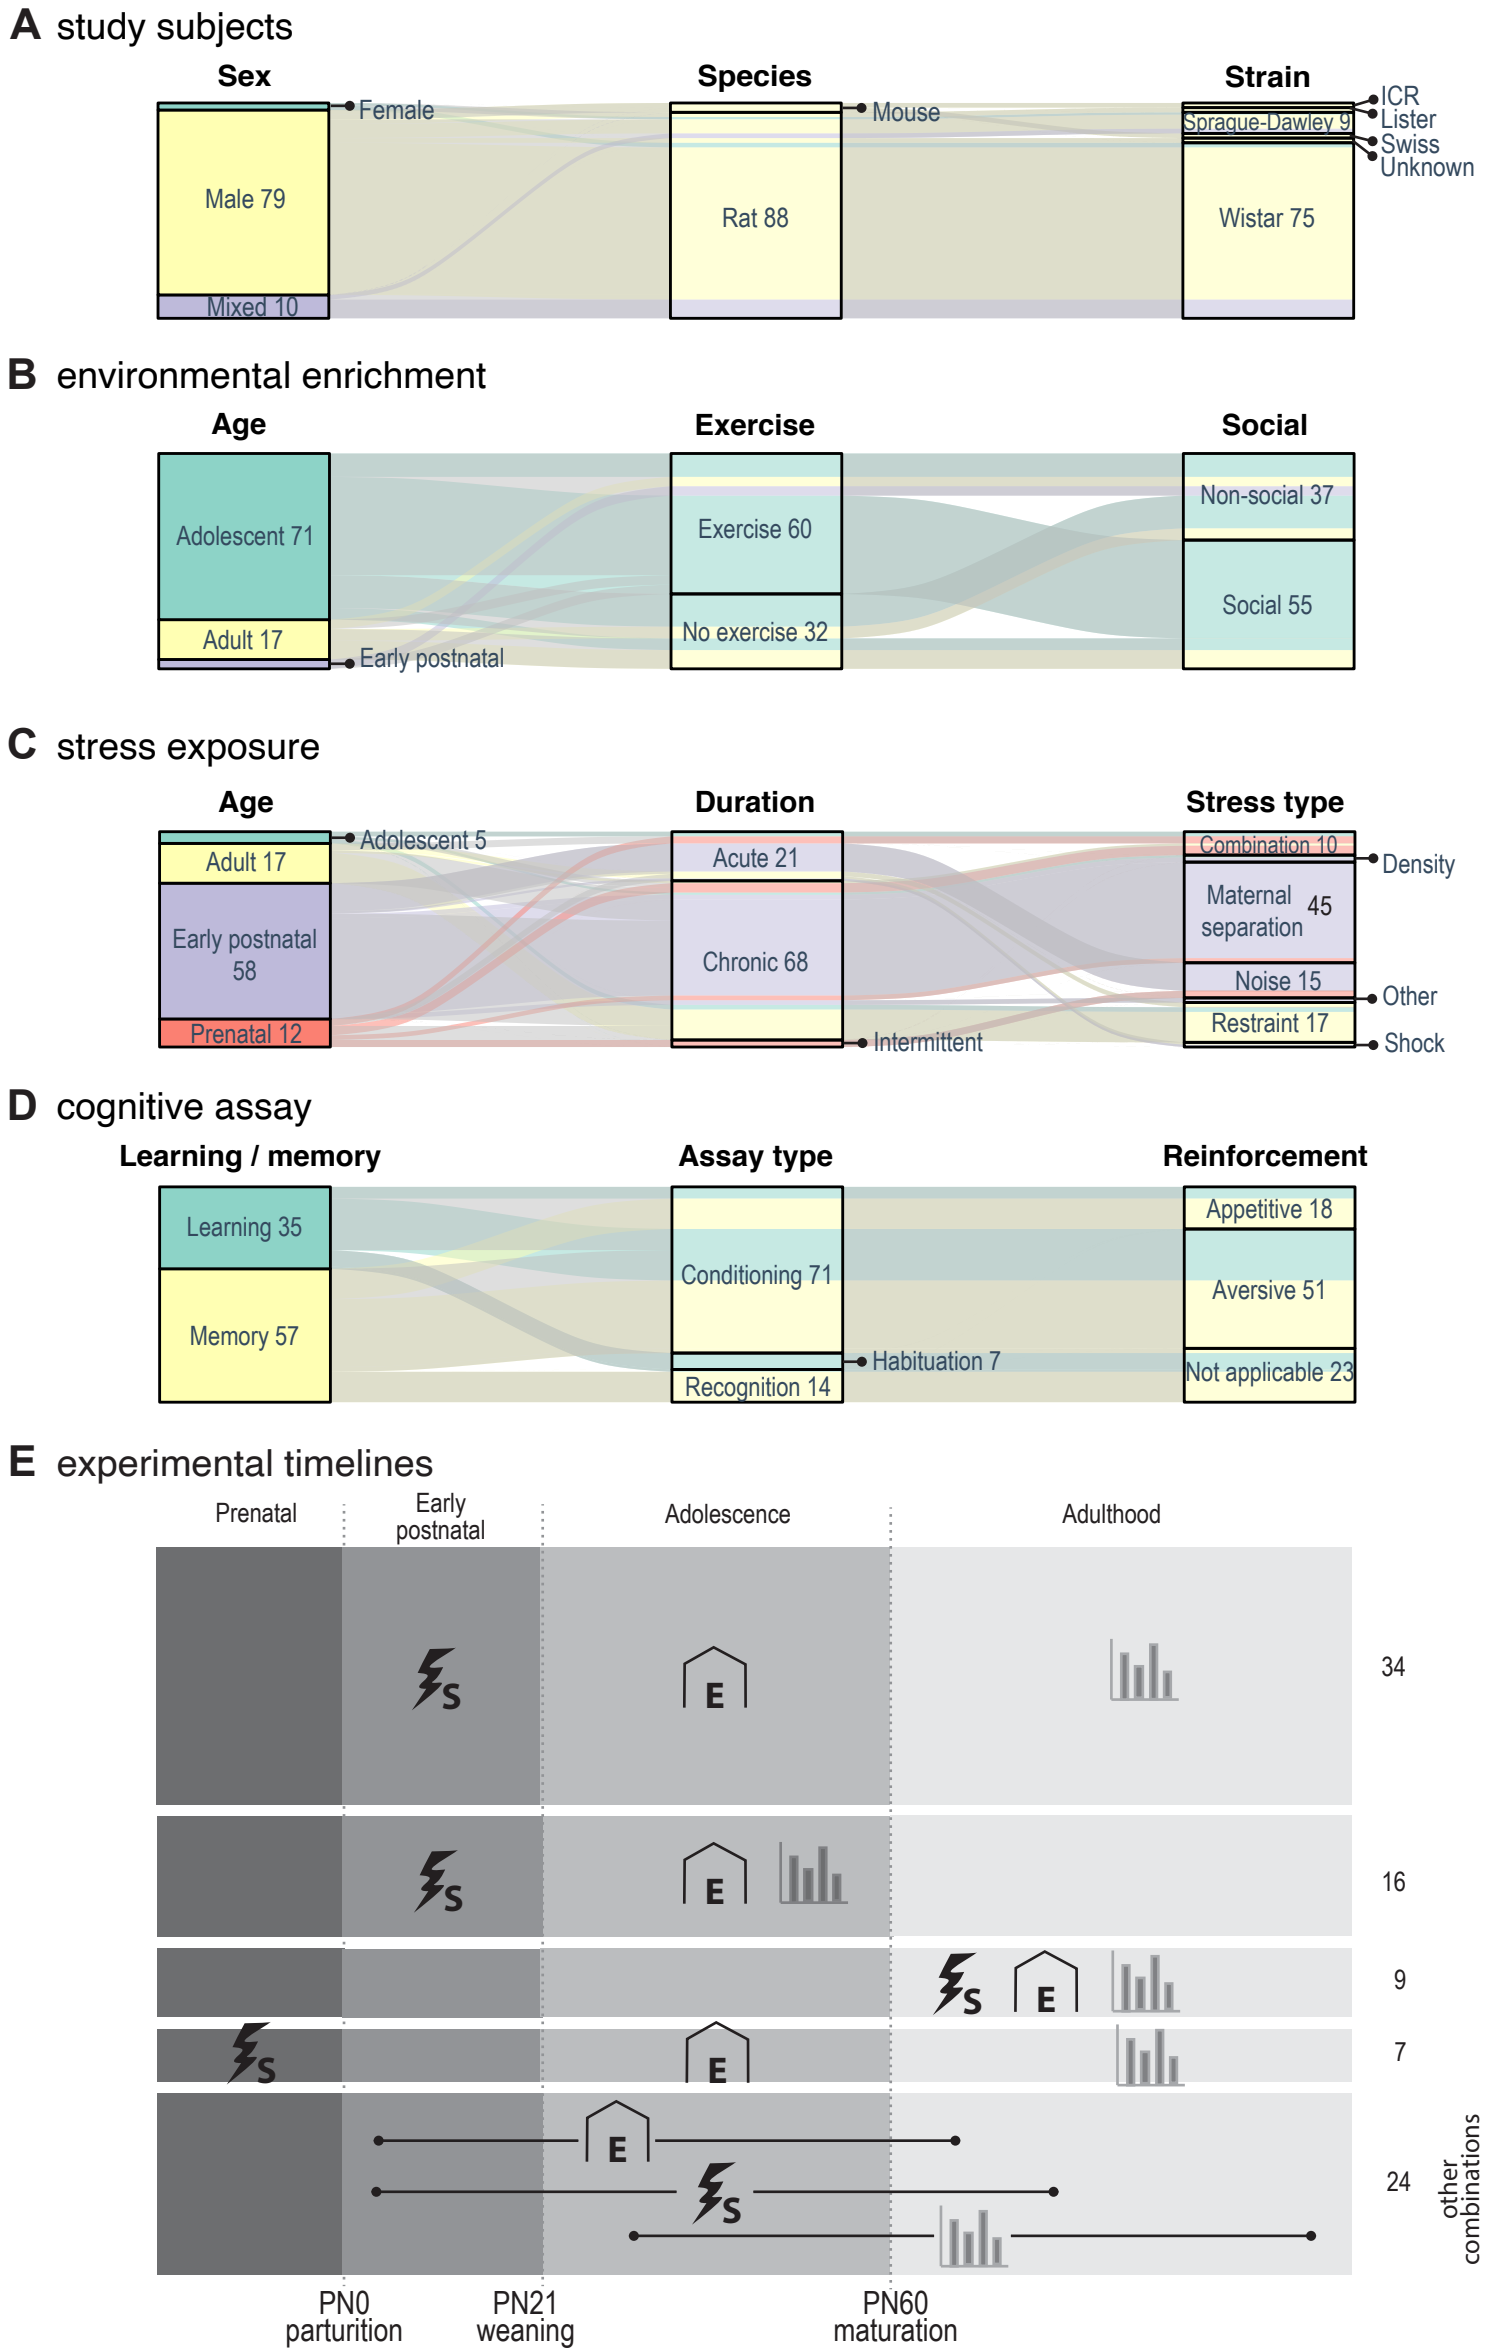 A study subjects
Sex
Species
Strain
Female
Male 79
Mixed 10
Mouse
Rat 88
ICR
Lister
Sprague-Dawley 9
Swiss
Unknown
Wistar 75
B environmental enrichment
Age
Exercise
Social
Adolescent 71
Adult 17
Early postnatal
Exercise 60
No exercise 32
Non-social 37
Social 55
C stress exposure
Age
Duration
Stress type
Adolescent 5
Adult 17
Early postnatal
58
Prenatal 12
Acute 21
Chronic 68
Intermittent
Combination 10
Density
Maternal
separation
45
Noise 15
Other
Restraint 17
Shock
D cognitive assay
Learning / memory
Assay type
Reinforcement
Learning 35
Memory 57
Conditioning 71
Habituation 7
Recognition 14
Appetitive 18
Aversive 51
Not applicable 23
E experimental timelines
Prenatal
Early
postnatal
Adolescence
Adulthood
S
E
34
S
E
16
S
E
9
S
E
7
E
S
24
other
combinations
PN0
parturition
PN21
weaning
PN60
maturation